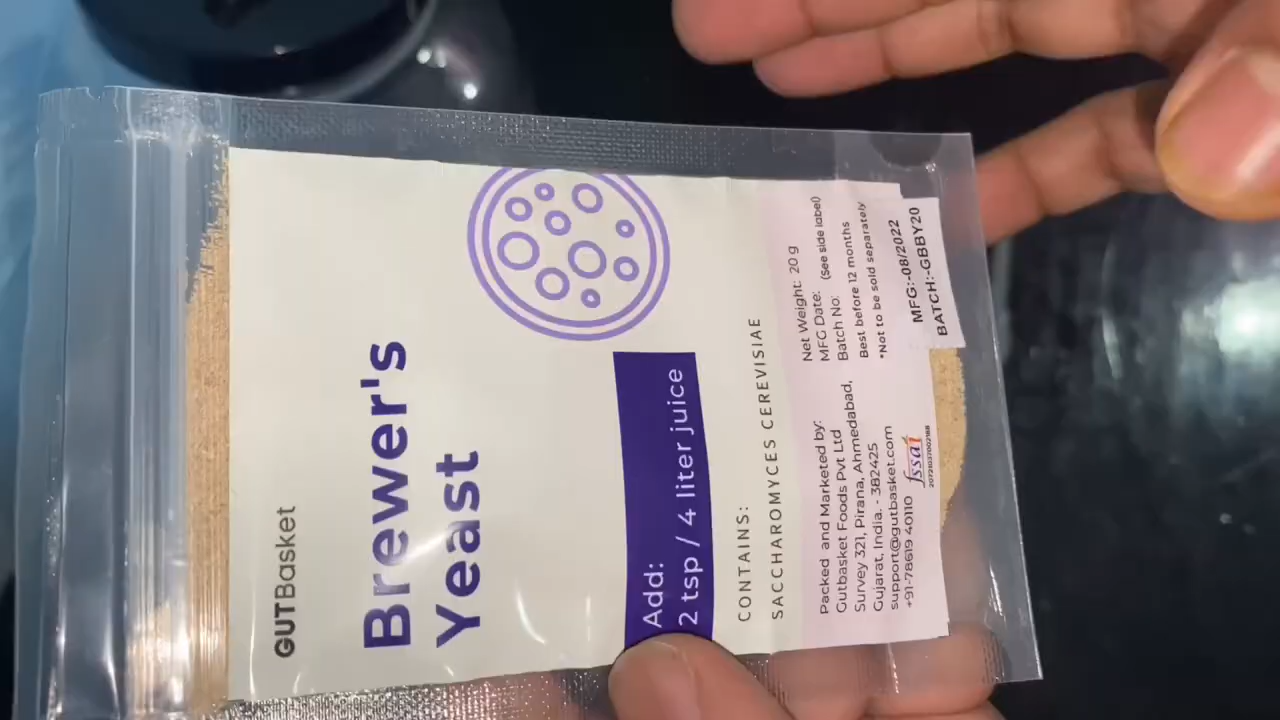 GUTBasket
Brewer's
Yeast
Add:
2 tsp / 4 liter juice
CONTAINS:
SACCHAROMYCES CEREVISIAE
Packed and Marketed by:
Gutbasket Foods Pvt Ltd
Survey 321, Pirana, Ahmedabad,
Gujarat, India. - 382425
support@gutbasket.com
+91-78619 40110
fssai
20721037002188
Net Weight: 20 g
MFG Date: (See side label)
Batch No:
Best before 12 months
*Not to be sold separately
MFG:-08/2022
BATCH:-GBBY20